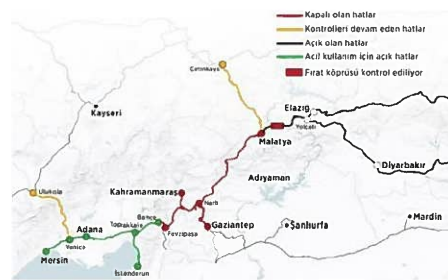 Kapalı olan hatlar
Kontrolleri devam eden hatlar
Açık olan hatlar
Acil kullanım için açık hatlar
Fırat köprüsü kontrol ediliyor
Çetinkaya
Elazığ
Yolçatı
Kayseri
Malatya
Diyarbakır
Adıyaman
Ulukışla
Kahramanmaraş
Narlı
Mardin
Bahçe
Adana
Toprakkale
Fevzipaşa
Gaziantep
Şanlıurfa
Yenice
Mersin
İskenderun